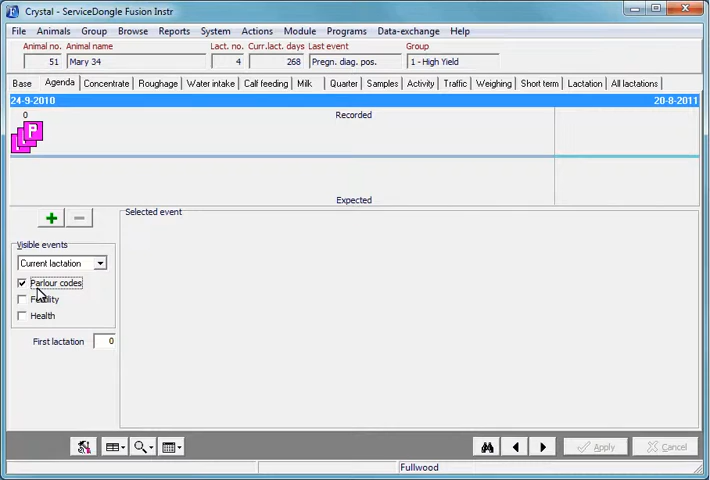 Crystal - ServiceDongle Fusion Instr
File Animals Group Browse Reports System Actions Module Programs Data-exchange Help
Animal no. Animal name Lact. no. Curr.lact. days Last event Group
51 Mary 34 4 268 Pregn. diag. pos. 1 - High Yield
Base Agenda Concentrate Roughage Water intake Calf feeding Milk Quarter Samples Activity Traffic Weighing Short term Lactation All lactations
24-9-2010 20-8-2011
0 Recorded
P
Expected
Selected event
Visible events
Current lactation
Parlour codes
Fertility
Health
First lactation 0
Apply Cancel
Fullwood